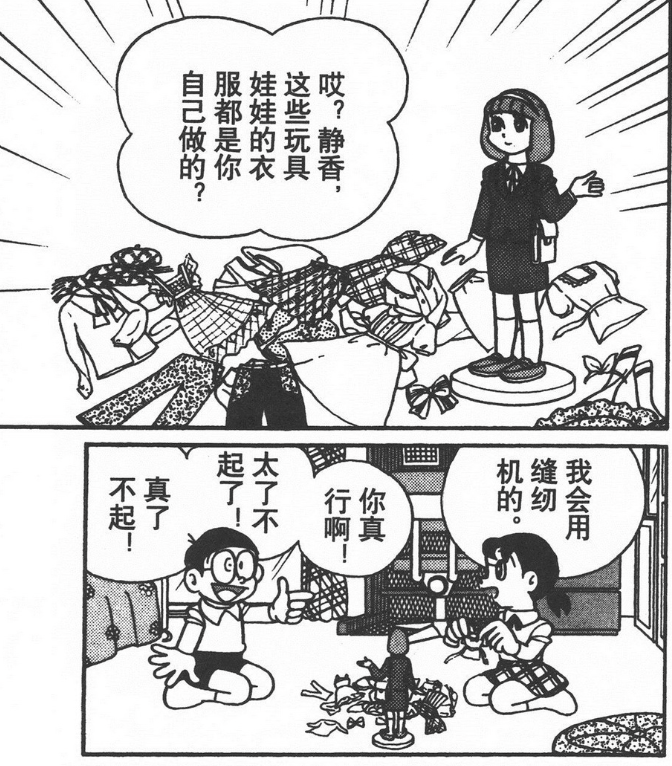 哎？静香，
这些玩具
娃娃的衣
服都是你
自己做的？
我会用
缝纫
机的。
你真
行啊！
太了不
起了！
真了
不起！